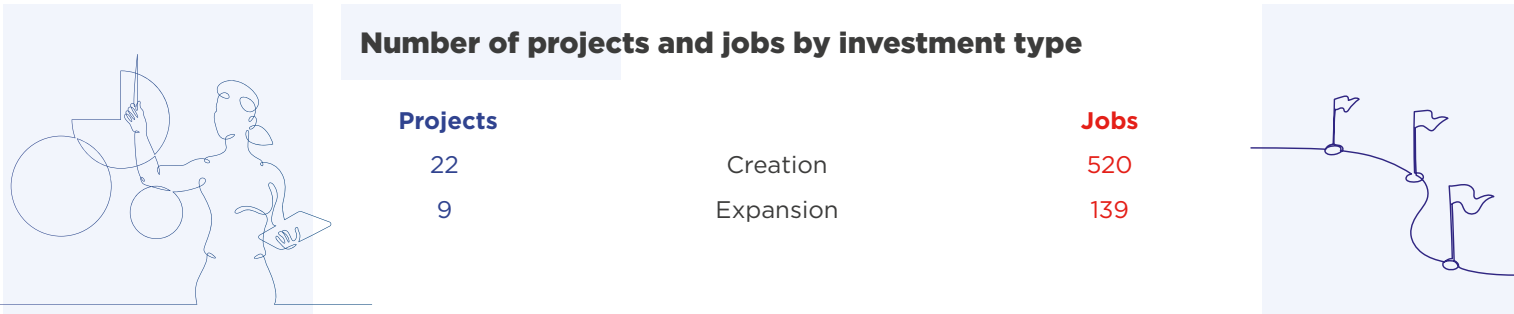 Number of projects and jobs by investment type
Projects Jobs
22 Creation 520
9 Expansion 139